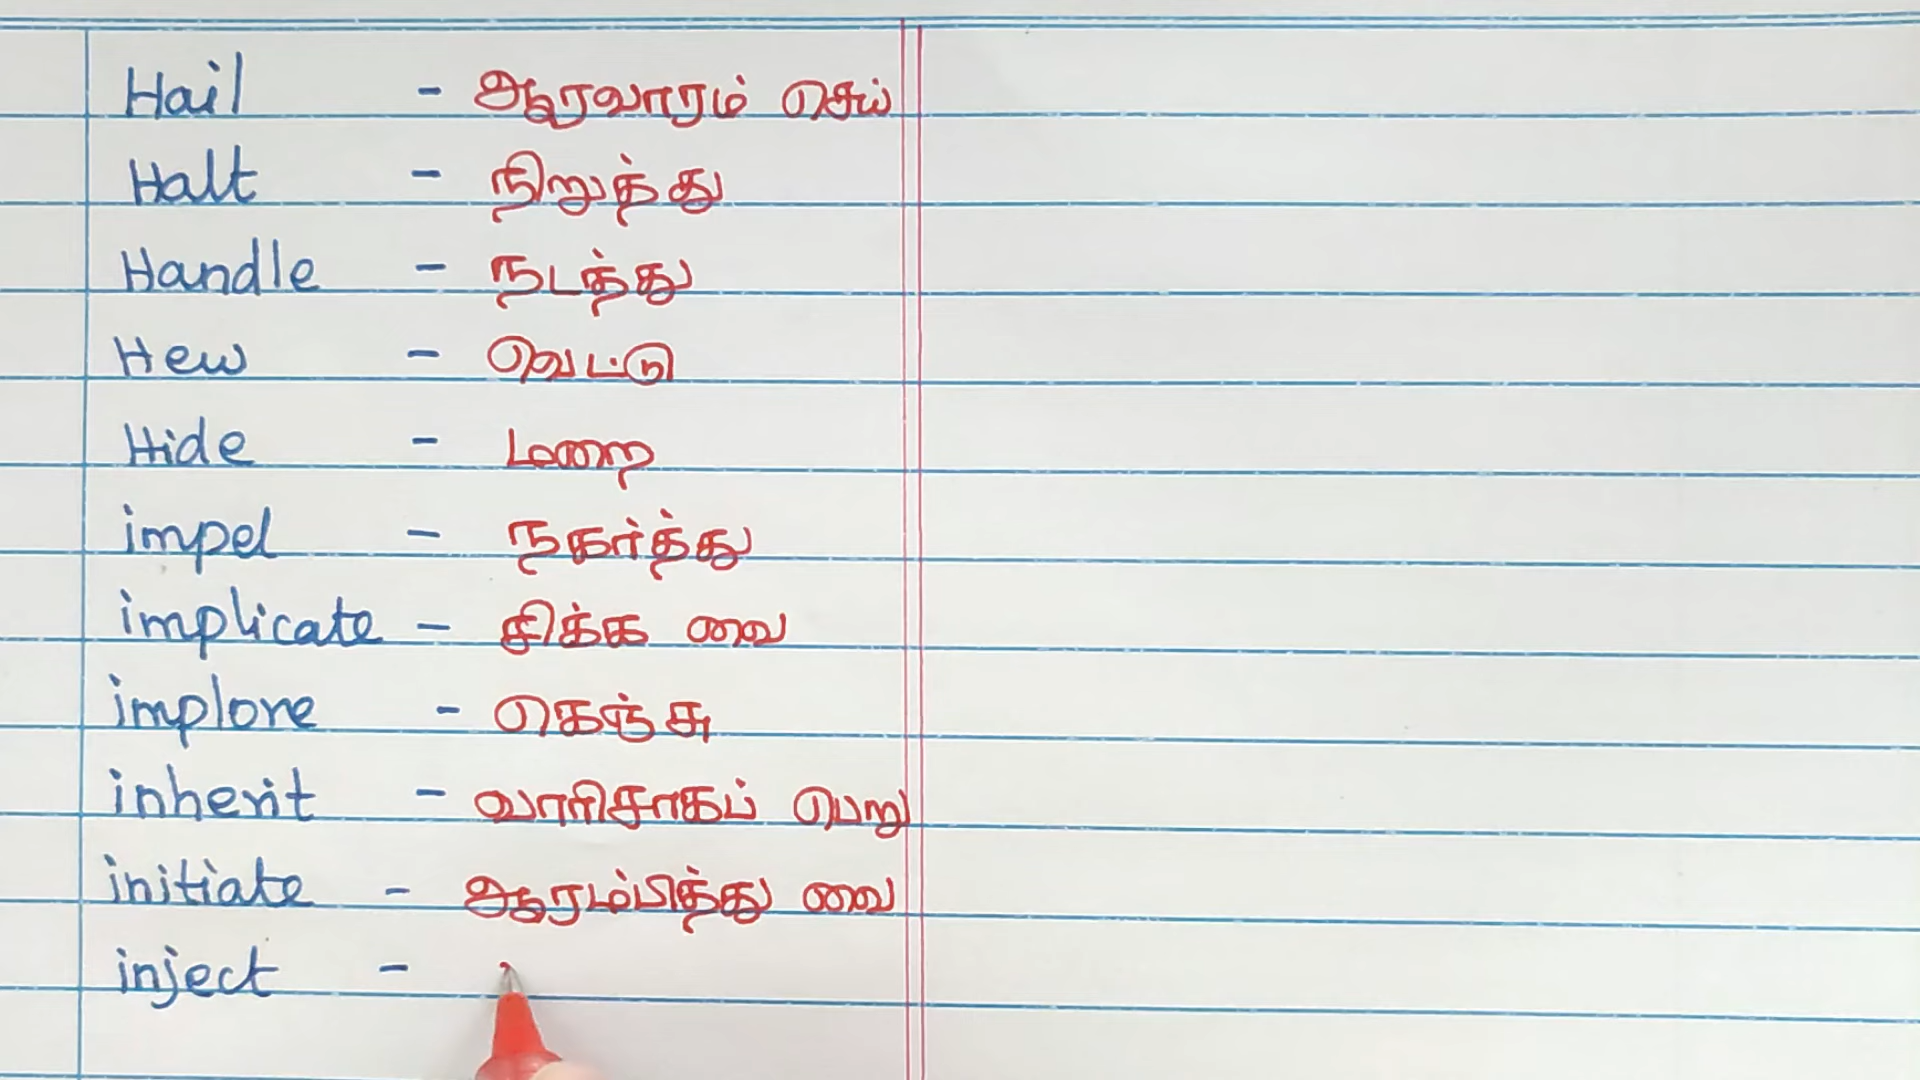 Hail - ஆரவாரம் செய்
Halt - நிறுத்து
Handle - நடத்து
Hew - வெட்டு
Hide - மறை
impel - நகர்த்து
implicate - சிக்க வை
implore - கெஞ்சு
inherit - வாரிசாகப் பெறு
initiate - ஆரம்பித்து வை
inject -